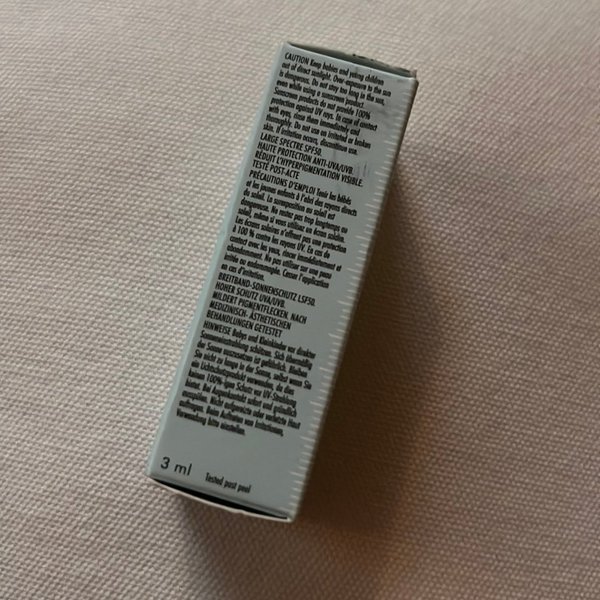 CAUTION Keep babies and young children
out of direct sunlight. Over-exposure to the sun
is dangerous. Do not stay too long in the sun,
even while using a sunscreen product.
Sunscreen products do not provide 100%
protection against UV rays. In case of contact
with eyes, rinse them immediately and
thoroughly. Do not use on irritated or broken
skin. If irritation occurs, discontinue use.
LARGE SPECTRE SPF50.
HAUTE PROTECTION ANTI-UVA/UVB.
RÉDUIT L'HYPERPIGMENTATION VISIBLE.
TESTÉ POST-ACTE
PRÉCAUTIONS D'EMPLOI Tenir les bébés
et les jeunes enfants à l'abri des rayons directs
du soleil. La surexposition au soleil est
dangereuse. Ne restez pas trop longtemps au
soleil, même si vous utilisez un écran solaire.
Les écrans solaires n'offrent pas une protection
à 100 % contre les rayons UV. En cas de
contact avec les yeux, rincer immédiatement et
abondamment. Ne pas utiliser sur une peau
irritée ou endommagée. Cesser l'application
en cas d'irritation.
BREITBAND-SONNENSCHUTZ LSF50.
HOHER SCHUTZ UVA/UVB.
MILDERT PIGMENTFLECKEN. NACH
MEDIZINISCH- ÄSTHETISCHEN
BEHANDLUNGEN GETESTET
HINWEISE Babys und Kleinkinder vor direkter
Sonneneinstrahlung schützen. Sich übermäßig
der Sonne auszusetzen ist gefährlich. Bleiben
Sie nicht zu lange in der Sonne, selbst wenn Sie
ein Lichtschutzprodukt verwenden, da dies
keinen 100%-igen Schutz vor UV-Strahlung
bietet. Bei Augenkontakt sofort und gründlich
ausspülen. Nicht auf gereizte oder verletzte Haut
auftragen. Beim Auftreten von Irritationen,
Verwendung bitte einstellen.
3 ml
Tested post peel